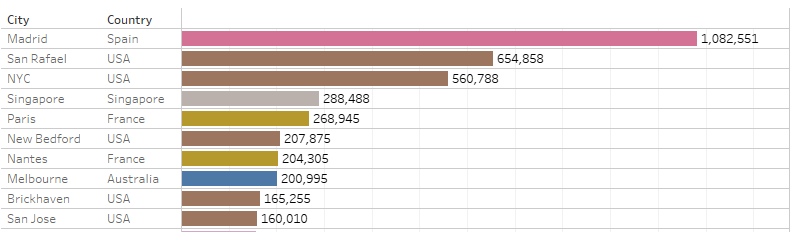 City Country
Madrid Spain 1,082,551
San Rafael USA 654,858
NYC USA 560,788
Singapore Singapore 288,488
Paris France 268,945
New Bedford USA 207,875
Nantes France 204,305
Melbourne Australia 200,995
Brickhaven USA 165,255
San Jose USA 160,010